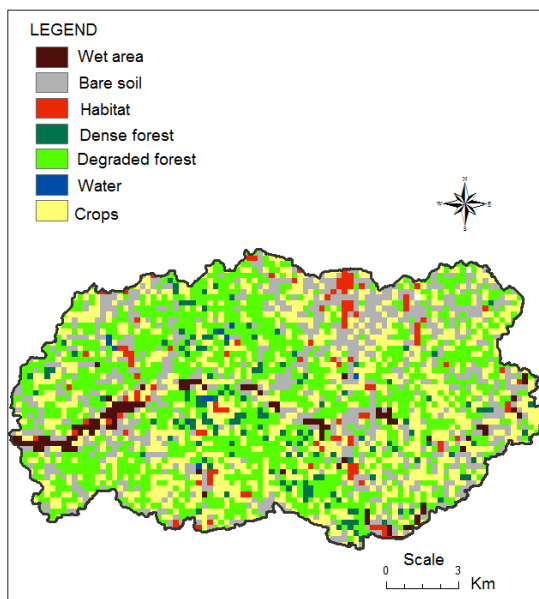 LEGEND
Wet area
Bare soil
Habitat
Dense forest
Degraded forest
Water
Crops
N
W E
S
Scale
0 3
Km